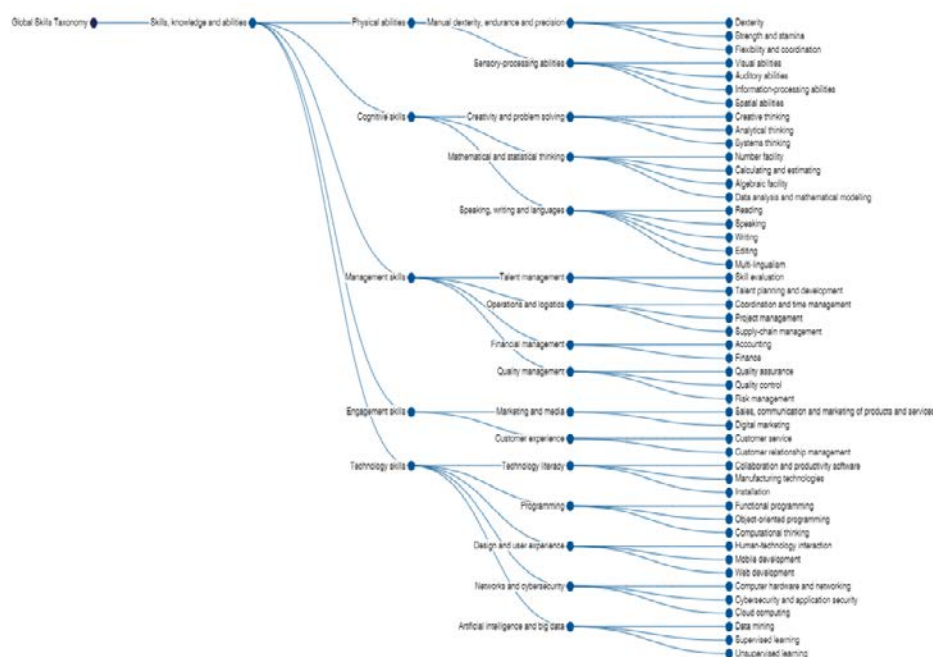 Global Skills Taxonomy
Skills, knowledge and abilities
Physical abilities
Manual dexterity, endurance and precision
Dexterity
Strength and stamina
Flexibility and coordination
Sensory-processing abilities
Visual abilities
Auditory abilities
Information-processing abilities
Spatial abilities
Cognitive skills
Creativity and problem solving
Creative thinking
Analytical thinking
Systems thinking
Mathematical and statistical thinking
Number facility
Calculating and estimating
Algebraic facility
Data analysis and mathematical modelling
Speaking, writing and languages
Reading
Speaking
Writing
Editing
Multi-lingualism
Management skills
Talent management
Skill evaluation
Talent planning and development
Operations and logistics
Coordination and time management
Project management
Supply-chain management
Financial management
Accounting
Finance
Quality management
Quality assurance
Quality control
Risk management
Engagement skills
Marketing and media
Sales, communication and marketing of products and services
Digital marketing
Customer experience
Customer service
Customer relationship management
Technology skills
Technology literacy
Collaboration and productivity software
Manufacturing technologies
Installation
Programming
Functional programming
Object-oriented programming
Computational thinking
Design and user experience
Human-technology interaction
Mobile development
Web development
Networks and cybersecurity
Computer hardware and networking
Cybersecurity and application security
Cloud computing
Artificial intelligence and big data
Data mining
Supervised learning
Unsupervised learning